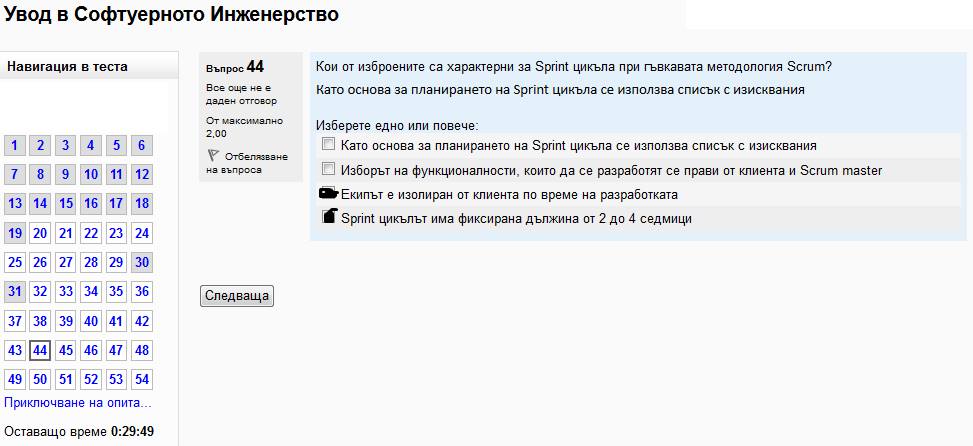 Увод в Софтуерното Инженерство
Навигация в теста
1 2 3 4 5 6
7 8 9 10 11 12
13 14 15 16 17 18
19 20 21 22 23 24
25 26 27 28 29 30
31 32 33 34 35 36
37 38 39 40 41 42
43 44 45 46 47 48
49 50 51 52 53 54
Приключване на опита...
Оставащо време 0:29:49
Въпрос 44
Все още не е
даден отговор
От максимално
2,00
Отбелязване
на въпроса
Кои от изброените са характерни за Sprint цикъла при гъвкавата методология Scrum?
Като основа за планирането на Sprint цикъла се използва списък с изисквания
Изберете едно или повече:
Като основа за планирането на Sprint цикъла се използва списък с изисквания
Изборът на функционалности, които да се разработят се прави от клиента и Scrum master
Екипът е изолиран от клиента по време на разработката
Sprint цикълът има фиксирана дължина от 2 до 4 седмици
Следваща